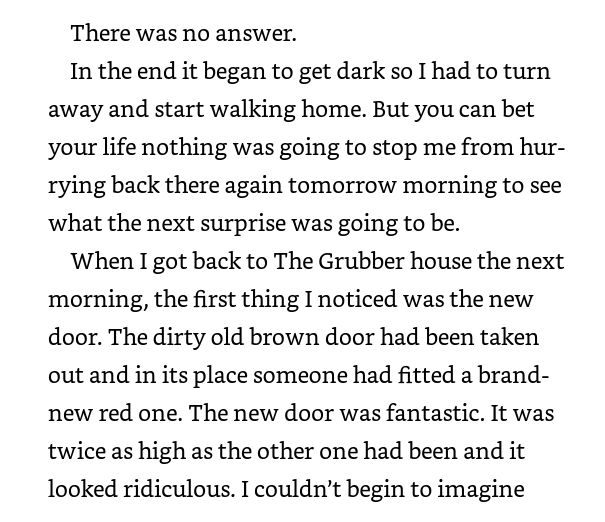 There was no answer.
In the end it began to get dark so I had to turn
away and start walking home. But you can bet
your life nothing was going to stop me from hur-
rying back there again tomorrow morning to see
what the next surprise was going to be.
When I got back to The Grubber house the next
morning, the first thing I noticed was the new
door. The dirty old brown door had been taken
out and in its place someone had fitted a brand-
new red one. The new door was fantastic. It was
twice as high as the other one had been and it
looked ridiculous. I couldn’t begin to imagine